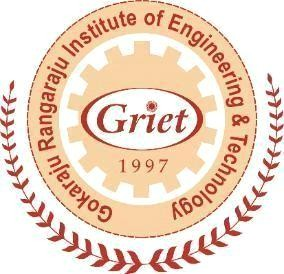 Gokaraju Rangaraju Institute of Engineering & Technology
Griet
1997